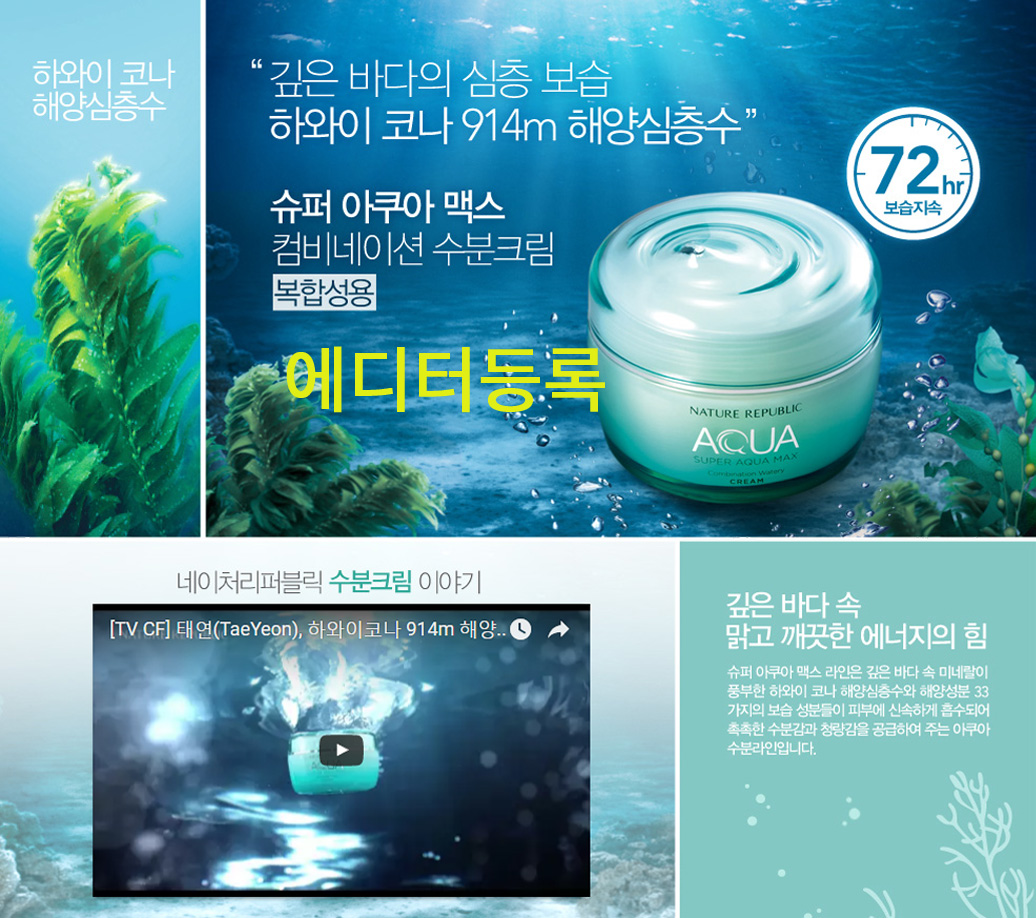 하와이 코나
해양심층수
“ 깊은 바다의 심층 보습
하와이 코나 914m 해양심층수 ”
72hr
보습지속
슈퍼 아쿠아 맥스
컴비네이션 수분크림
복합성용
에디터등록
NATURE REPUBLIC
AQUA
SUPER AQUA MAX
Combination Watery
CREAM
네이처리퍼블릭 수분크림 이야기
[TV CF] 태연(TaeYeon), 하와이코나 914m 해양..
깊은 바다 속
맑고 깨끗한 에너지의 힘
슈퍼 아쿠아 맥스 라인은 깊은 바다 속 미네랄이
풍부한 하와이 코나 해양심층수와 해양성분 33
가지의 보습 성분들이 피부에 신속하게 흡수되어
촉촉한 수분감과 청량감을 공급하여 주는 아쿠아
수분라인입니다.